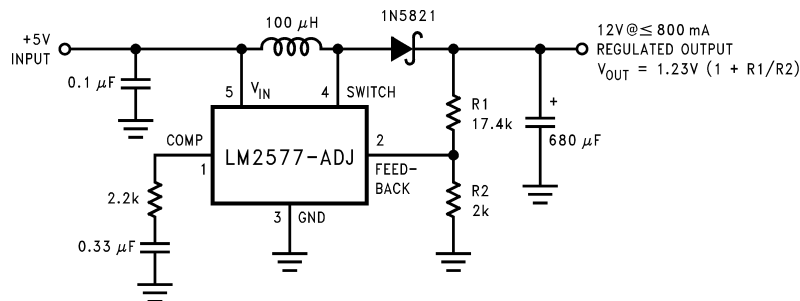 100 μH
1N5821
+5V
INPUT
12V@≤ 800 mA
REGULATED OUTPUT
VOUT = 1.23V (1 + R1/R2)
0.1 μF
5
VIN
4
SWITCH
R1
17.4k
+
680 μF
COMP
1
LM2577-ADJ
2
FEED-
BACK
2.2k
R2
2k
3
GND
0.33 μF